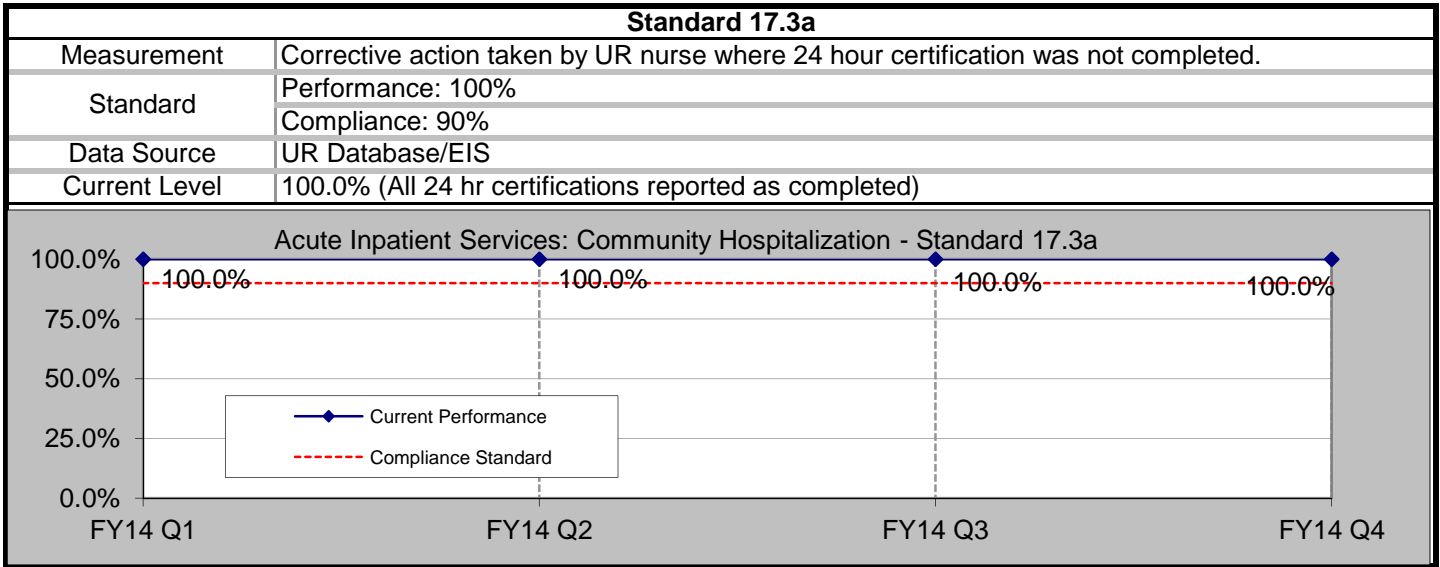 Standard 17.3a
Measurement Corrective action taken by UR nurse where 24 hour certification was not completed.
Standard
Performance: 100%
Compliance: 90%
Data Source UR Database/EIS
Current Level 100.0% (All 24 hr certifications reported as completed)
Acute Inpatient Services: Community Hospitalization - Standard 17.3a
100.0%
100.0% 100.0% 100.0% 100.0%
75.0%
50.0%
Current Performance
25.0%
Compliance Standard
0.0%
FY14 Q1 FY14 Q2 FY14 Q3 FY14 Q4